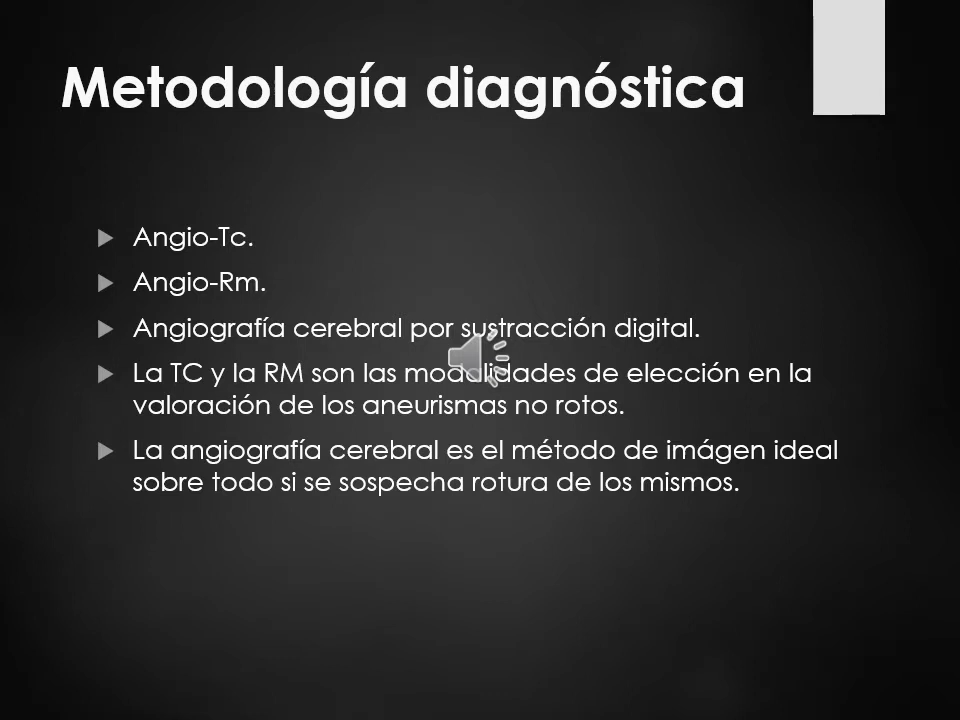 Metodología diagnóstica
Angio-Tc.
Angio-Rm.
Angiografía cerebral por sustracción digital.
La TC y la RM son las modalidades de elección en la
valoración de los aneurismas no rotos.
La angiografía cerebral es el método de imágen ideal
sobre todo si se sospecha rotura de los mismos.